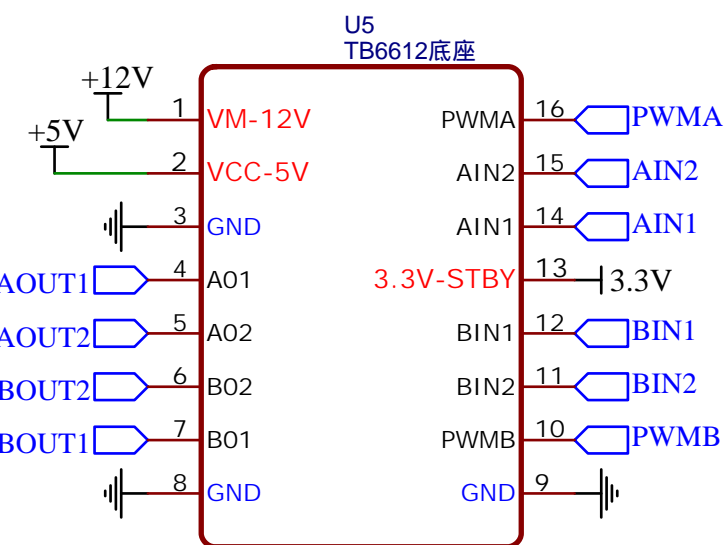 U5
TB6612底座
+12V 1 VM-12V PWMA 16 PWMA
+5V 2 VCC-5V AIN2 15 AIN2
3 GND AIN1 14 AIN1
AOUT1 4 A01 3.3V-STBY 13 3.3V
AOUT2 5 A02 BIN1 12 BIN1
BOUT2 6 B02 BIN2 11 BIN2
BOUT1 7 B01 PWMB 10 PWMB
8 GND GND 9